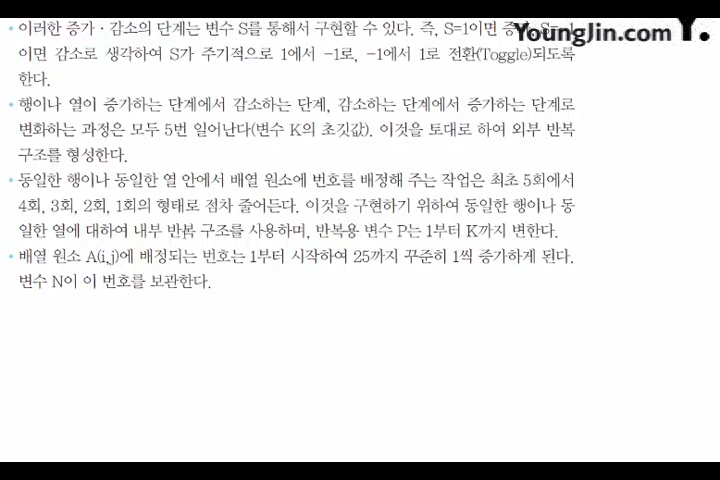 • 이러한 증가 · 감소의 단계는 변수 S를 통해서 구현할 수 있다. 즉, S=1이면 증 S=-1
YoungJin.com Y.
이면 감소로 생각하여 S가 주기적으로 1에서 -1로, -1에서 1로 전환(Toggle)되도록
한다.
• 행이나 열이 증가하는 단계에서 감소하는 단계, 감소하는 단계에서 증가하는 단계로
변화하는 과정은 모두 5번 일어난다(변수 K의 초깃값). 이것을 토대로 하여 외부 반복
구조를 형성한다.
• 동일한 행이나 동일한 열 안에서 배열 원소에 번호를 배정해 주는 작업은 최초 5회에서
4회, 3회, 2회, 1회의 형태로 점차 줄어든다. 이것을 구현하기 위하여 동일한 행이나 동
일한 열에 대하여 내부 반복 구조를 사용하며, 반복용 변수 P는 1부터 K까지 변한다.
• 배열 원소 A(i,j)에 배정되는 번호는 1부터 시작하여 25까지 꾸준히 1씩 증가하게 된다.
변수 N이 이 번호를 보관한다.